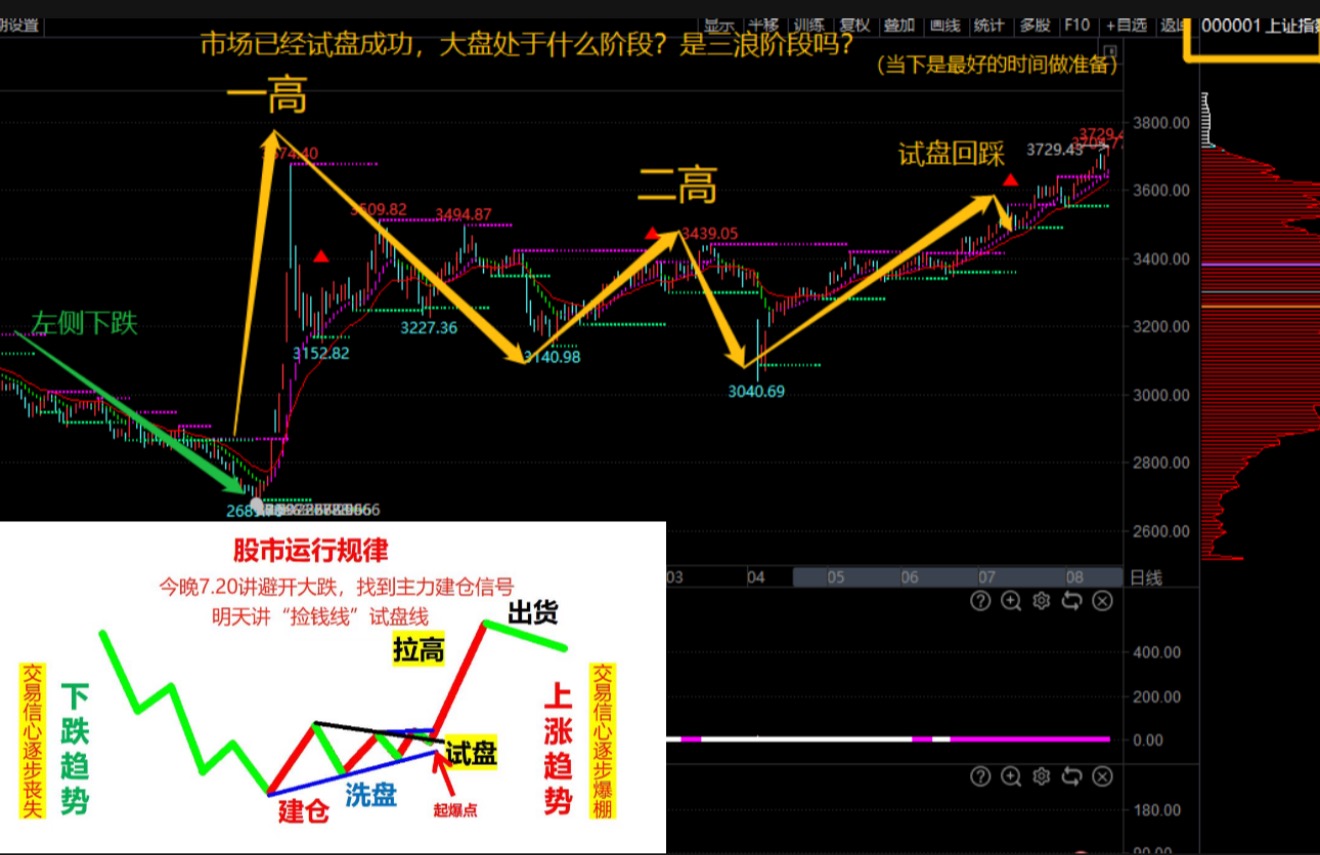 期设置
显示 平移 训练 复权 叠加 画线 统计 多股 F10 +自选 返回
000001 上证指数
市场已经试盘成功，大盘处于什么阶段？是三浪阶段吗？
（当下是最好的时间做准备）
一高
二高
试盘回踩
左侧下跌
3729.43
3509.82
3494.87
3439.05
3227.36
3152.82
3140.98
3040.69
3800.00
3600.00
3400.00
3200.00
3000.00
2800.00
2600.00
03
04
05
06
07
08
日线
400.00
200.00
0.00
180.00
股市运行规律
今晚7.20讲避开大跌，找到主力建仓信号
明天讲“捡钱线”试盘线
交易信心逐步丧失
下跌趋势
建仓
洗盘
拉高
试盘
起爆点
出货
上涨趋势
交易信心逐步爆棚